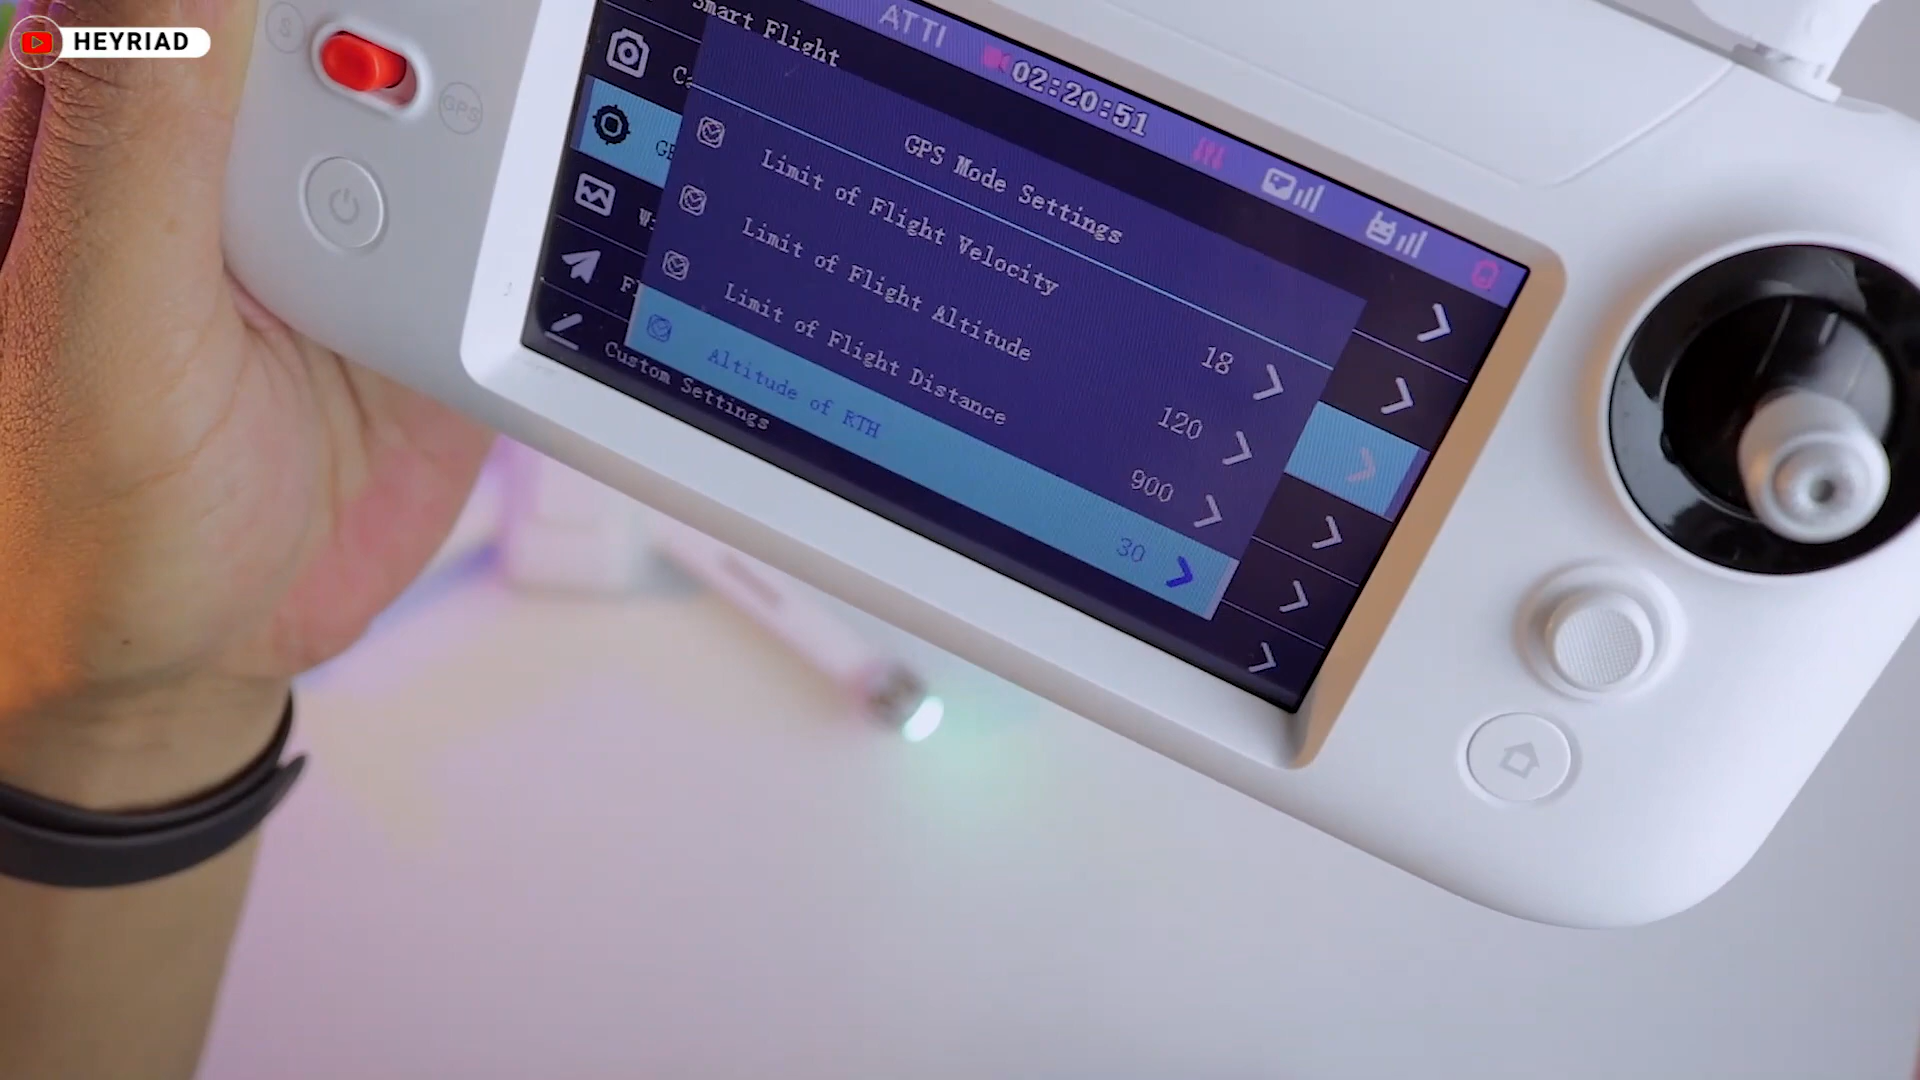 HEYRIAD
S
GPS
Smart Flight
ATTI
02:20:51
GPS Mode Settings
Limit of Flight Velocity 18
Limit of Flight Altitude 120
Limit of Flight Distance 900
Altitude of RTH 30
Custom Settings